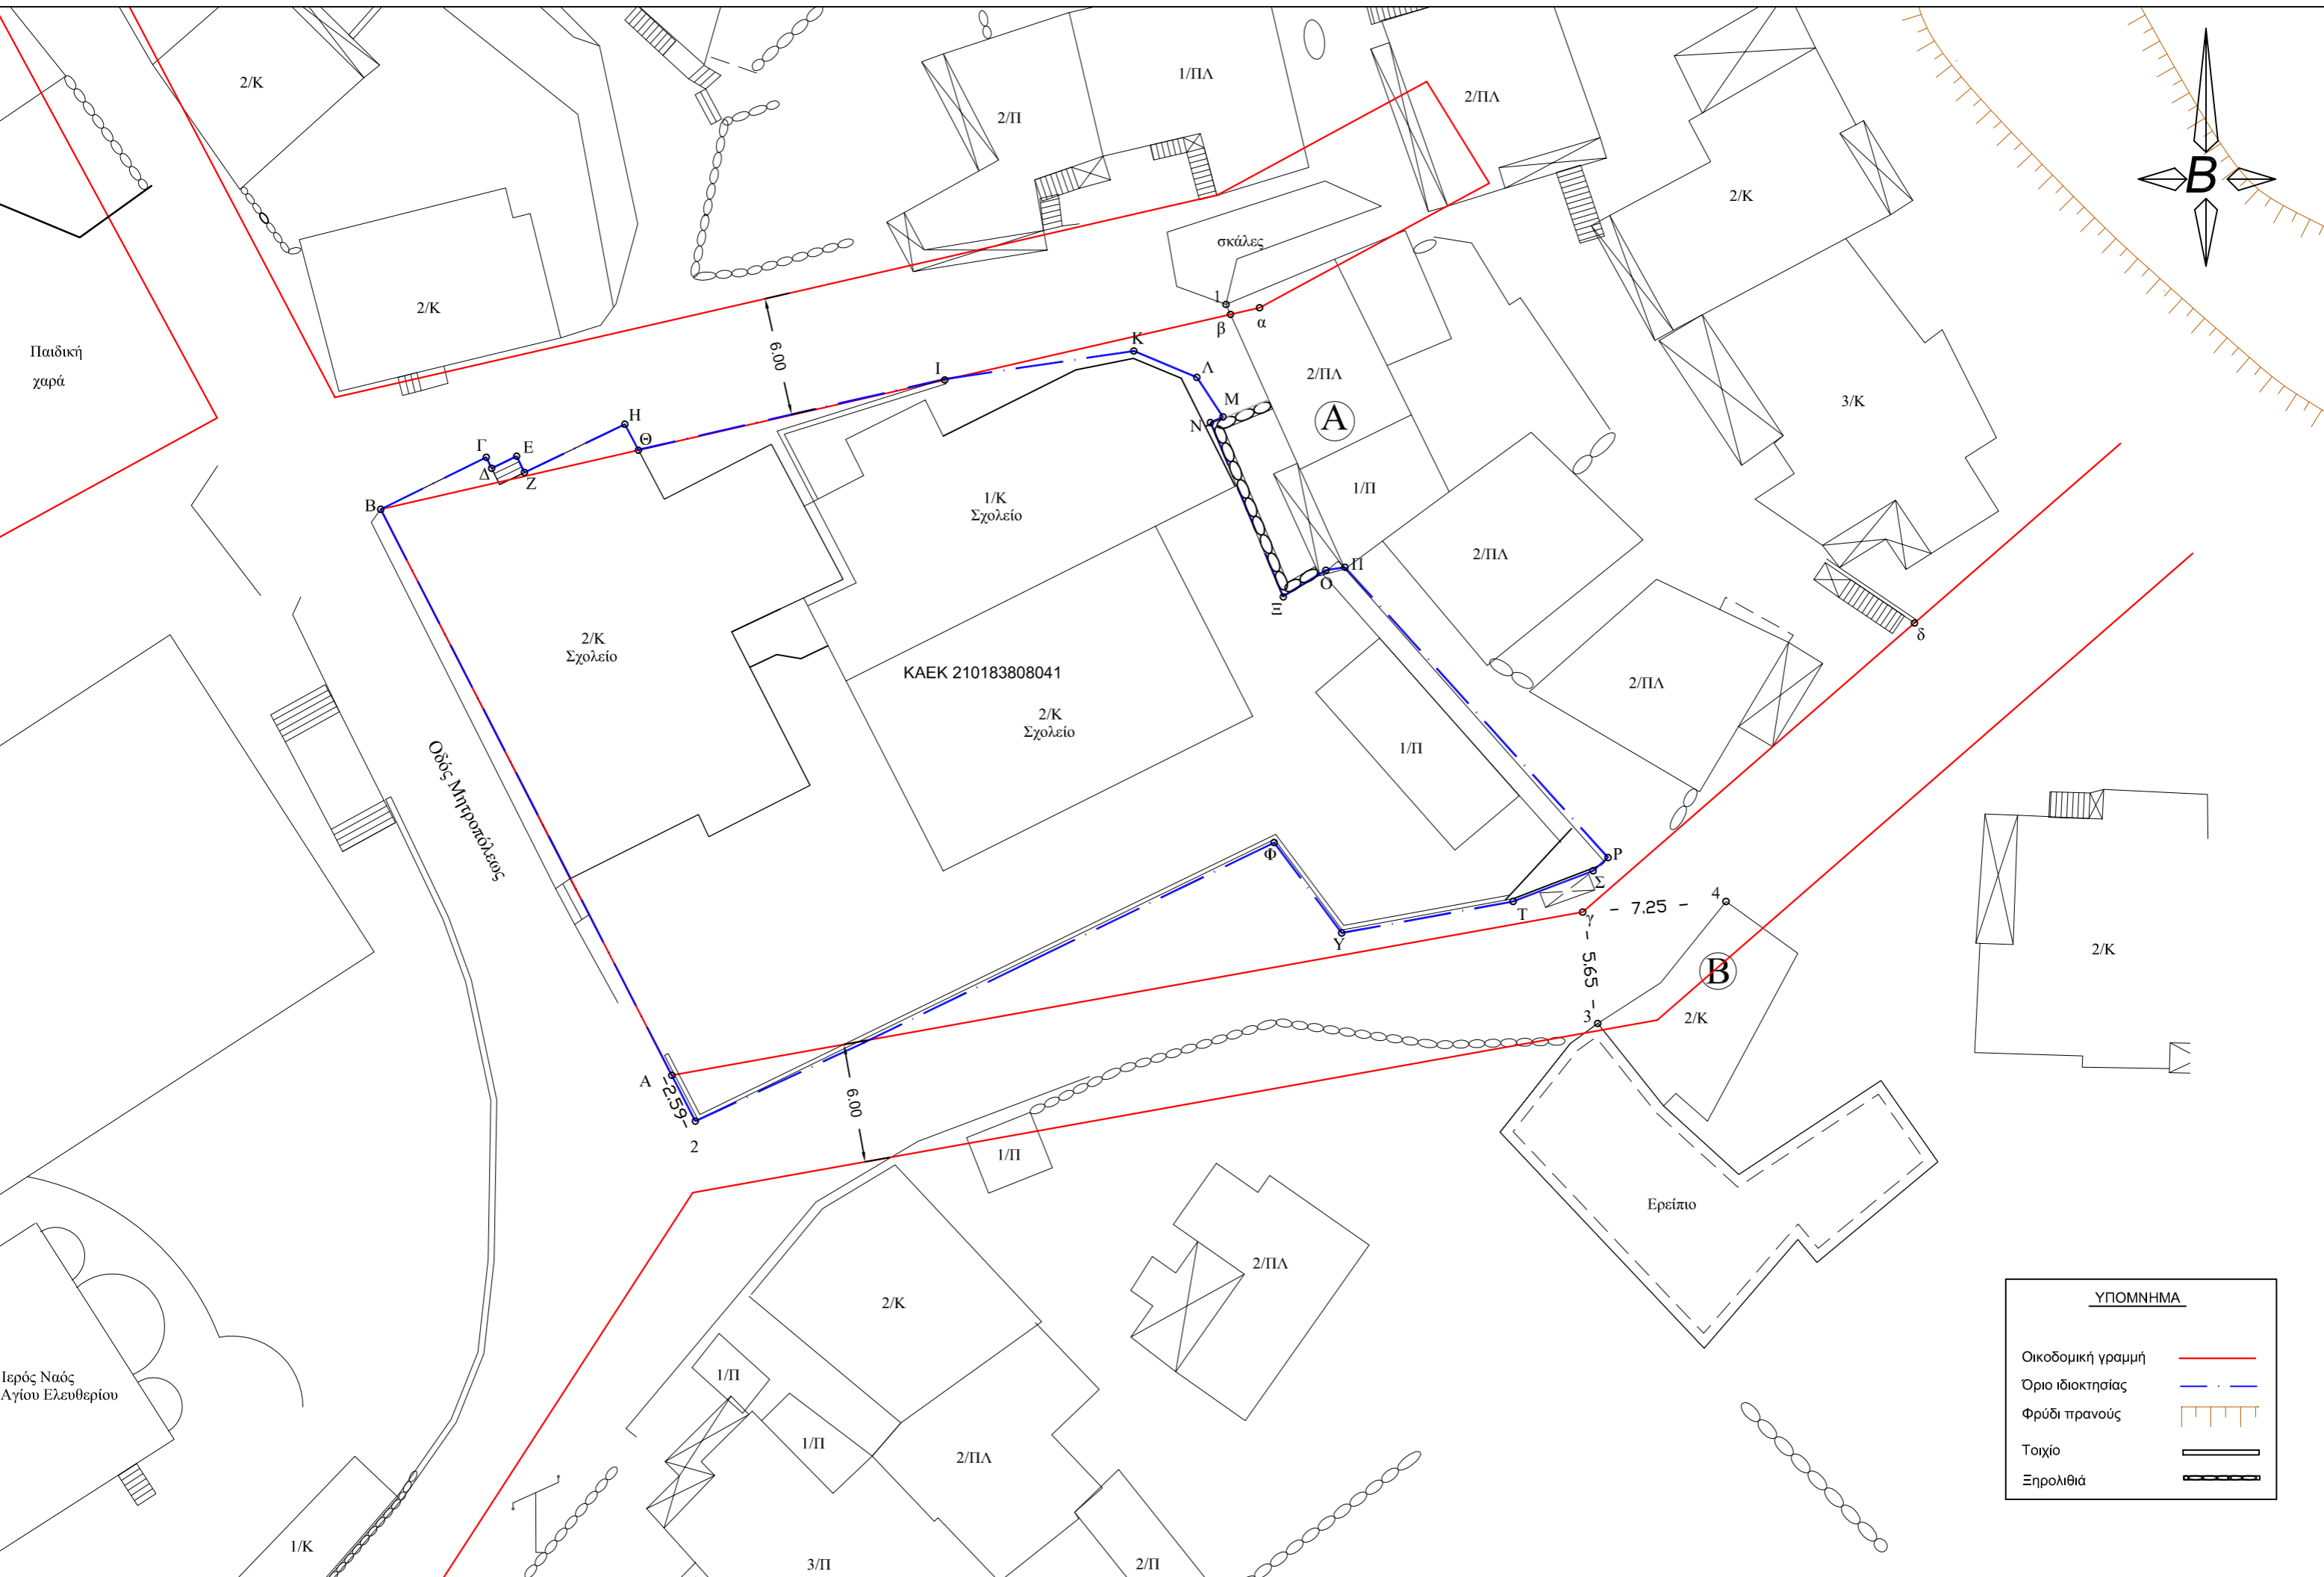 2/Κ
2/Π
1/ΠΛ
2/ΠΛ
2/Κ
Β
2/Κ
σκάλες
1
β
α
Παιδική
χαρά
6.00
Κ
Ι
Λ
Μ
Ν
2/ΠΛ
Α
3/Κ
Η
Θ
Γ
Ε
Δ
Ζ
Β
1/Κ
Σχολείο
1/Π
2/ΠΛ
Π
Ο
Ξ
δ
2/Κ
Σχολείο
ΚΑΕΚ 210183808041
2/Κ
Σχολείο
2/ΠΛ
1/Π
Οδός Μητροπόλεως
Φ
Ρ
Σ
Τ
γ
Υ
7.25
4
5.65
3
Β
2/Κ
2/Κ
Α
2.59
2
6.00
1/Π
Ερείπιο
2/ΠΛ
2/Κ
Ιερός Ναός
Αγίου Ελευθερίου
1/Π
1/Π
2/ΠΛ
1/Κ
3/Π
2/Π
ΥΠΟΜΝΗΜΑ
Οικοδομική γραμμή
Όριο ιδιοκτησίας
Φρύδι πρανούς
Τοιχίο
Ξηρολιθιά